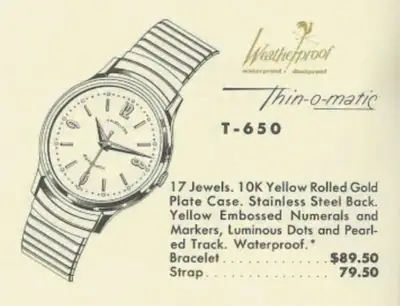 Weatherproof
waterproof • dustproof
Thin-o-matic
T-650
HAMILTON
17 Jewels. 10K Yellow Rolled Gold
Plate Case. Stainless Steel Back.
Yellow Embossed Numerals and
Markers, Luminous Dots and Pearl-
ed Track. Waterproof.*
Bracelet . . . . . . . . . . . . $89.50
Strap . . . . . . . . . . . . . . . 79.50